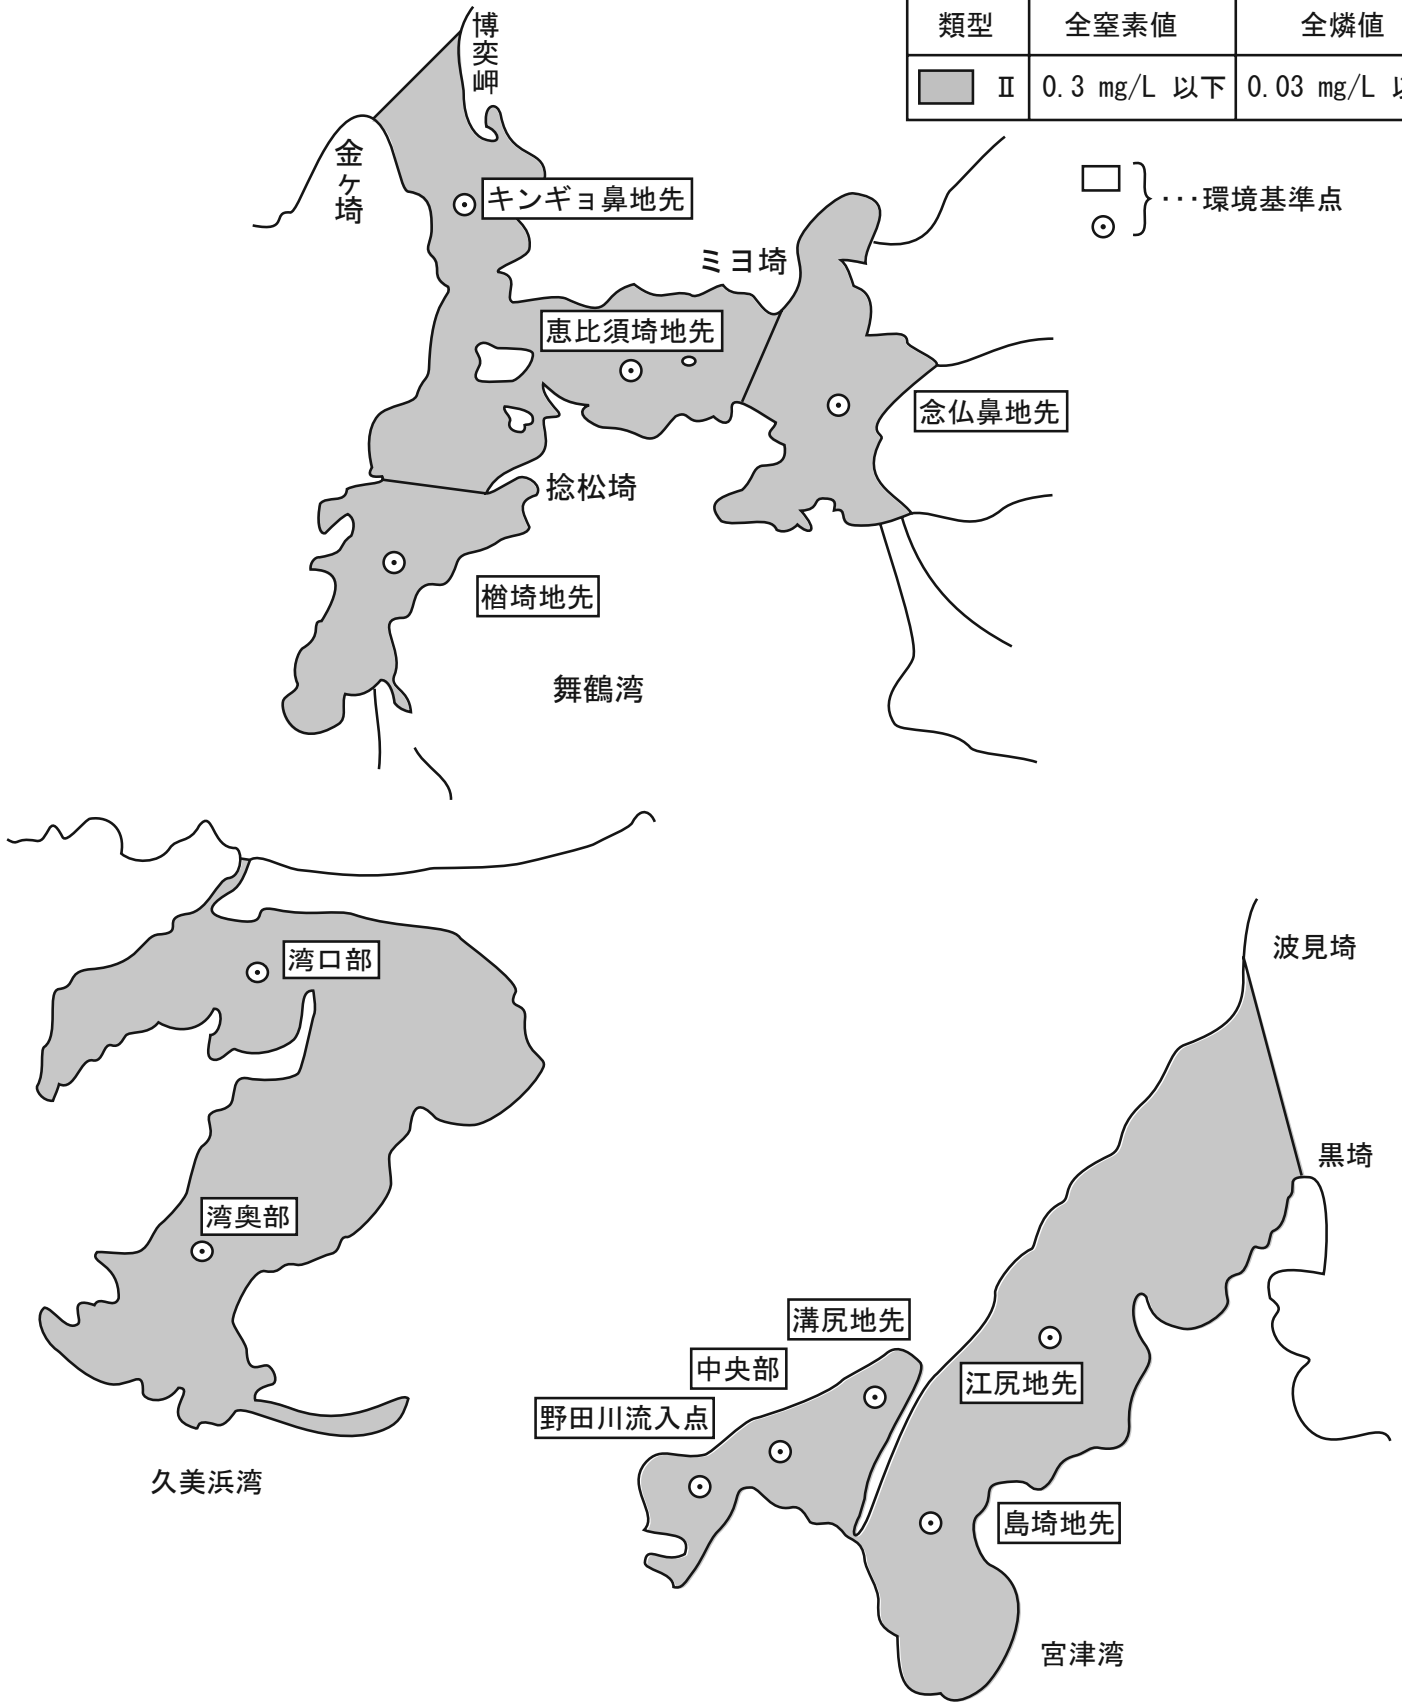 類型 全窒素値 全燐値
Ⅱ 0.3 mg/L 以下 0.03 mg/L 以
博奕岬
金ヶ埼
キンギョ鼻地先
…環境基準点
ミヨ埼
恵比須埼地先
念仏鼻地先
捻松埼
楢埼地先
舞鶴湾
湾口部
波見埼
黒埼
湾奥部
溝尻地先
中央部
江尻地先
野田川流入点
久美浜湾
島埼地先
宮津湾